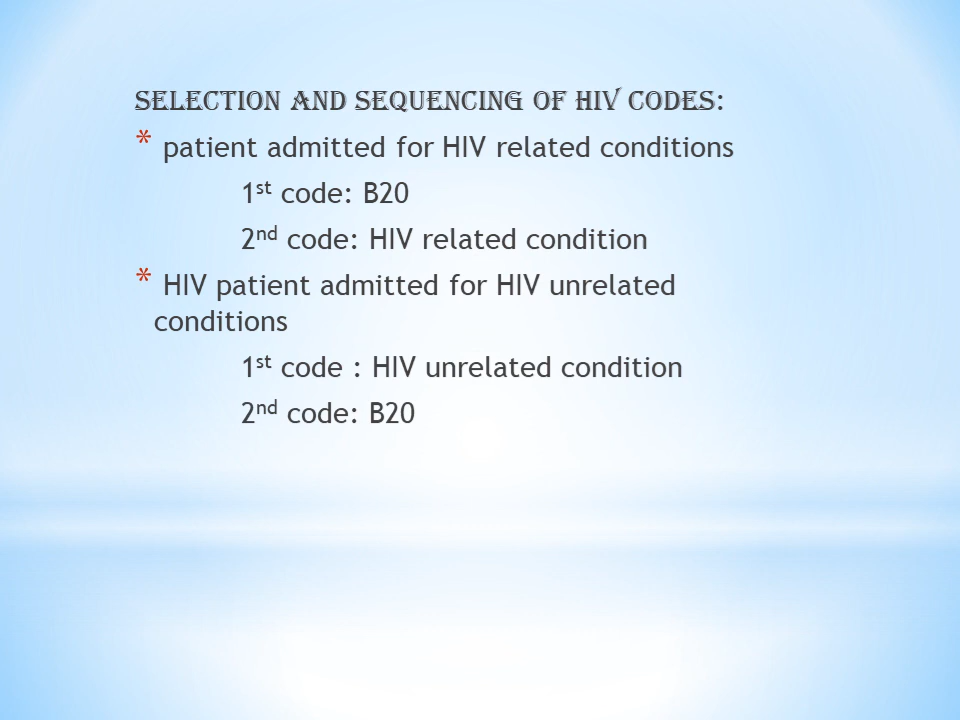 SELECTION AND SEQUENCING OF HIV CODES:
* patient admitted for HIV related conditions
1st code: B20
2nd code: HIV related condition
* HIV patient admitted for HIV unrelated
conditions
1st code : HIV unrelated condition
2nd code: B20